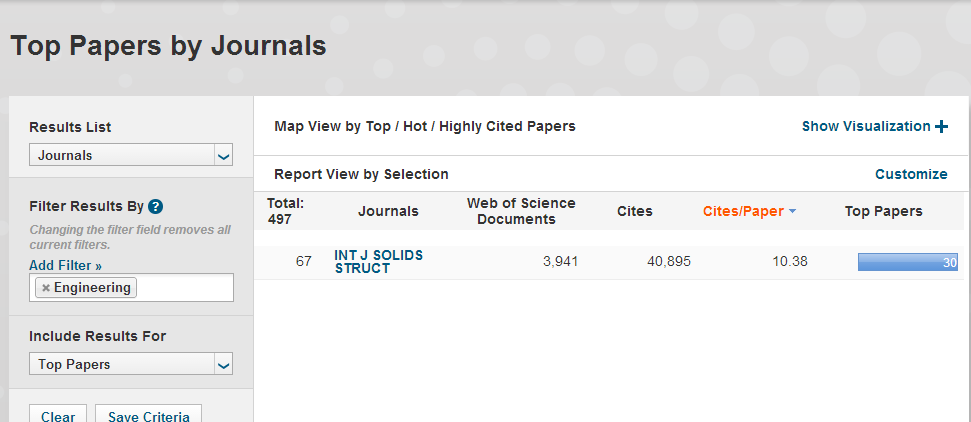 Top Papers by Journals
Results List
Journals
Filter Results By ?
Changing the filter field removes all
current filters.
Add Filter »
× Engineering
Include Results For
Top Papers
Clear Save Criteria
Map View by Top / Hot / Highly Cited Papers
Show Visualization +
Report View by Selection
Customize
Total:
497
Journals
Web of Science
Documents
Cites
Cites/Paper
Top Papers
67
INT J SOLIDS
STRUCT
3,941
40,895
10.38
30